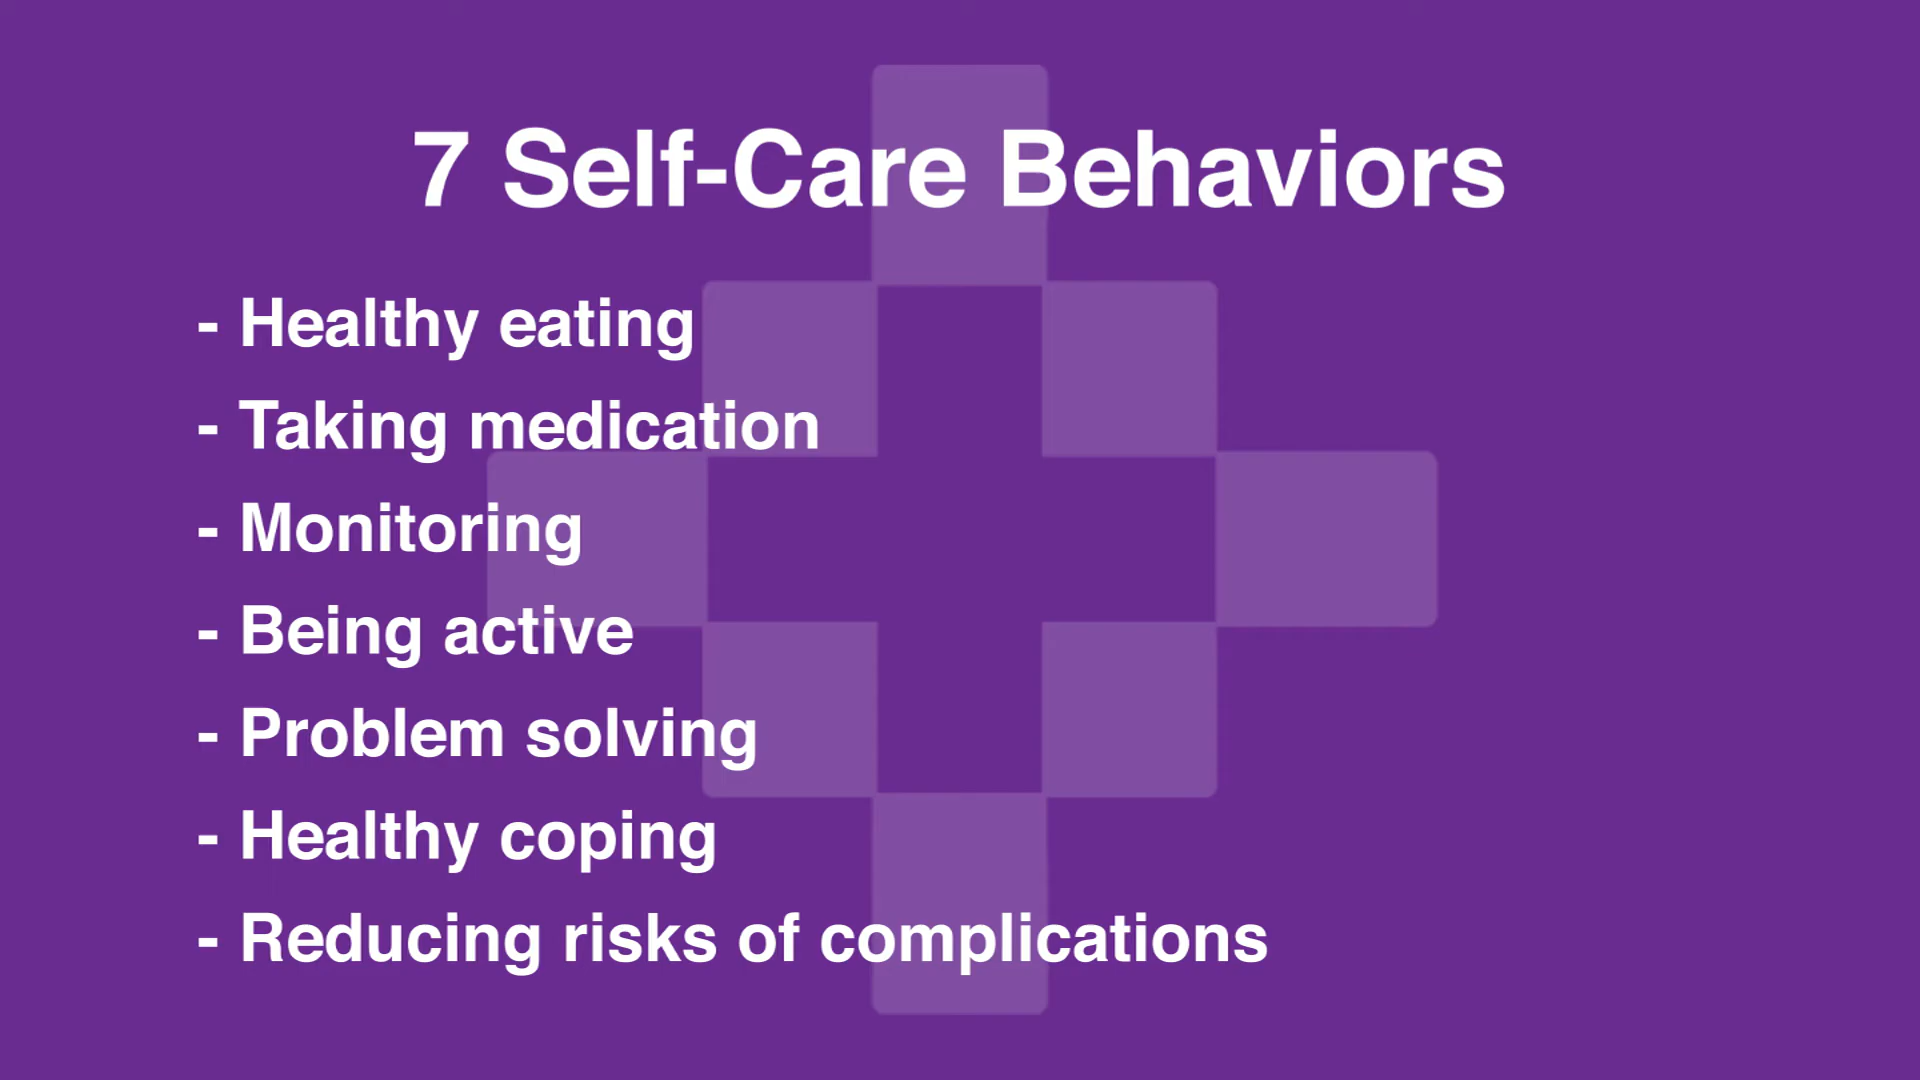 7 Self-Care Behaviors
- Healthy eating
- Taking medication
- Monitoring
- Being active
- Problem solving
- Healthy coping
- Reducing risks of complications